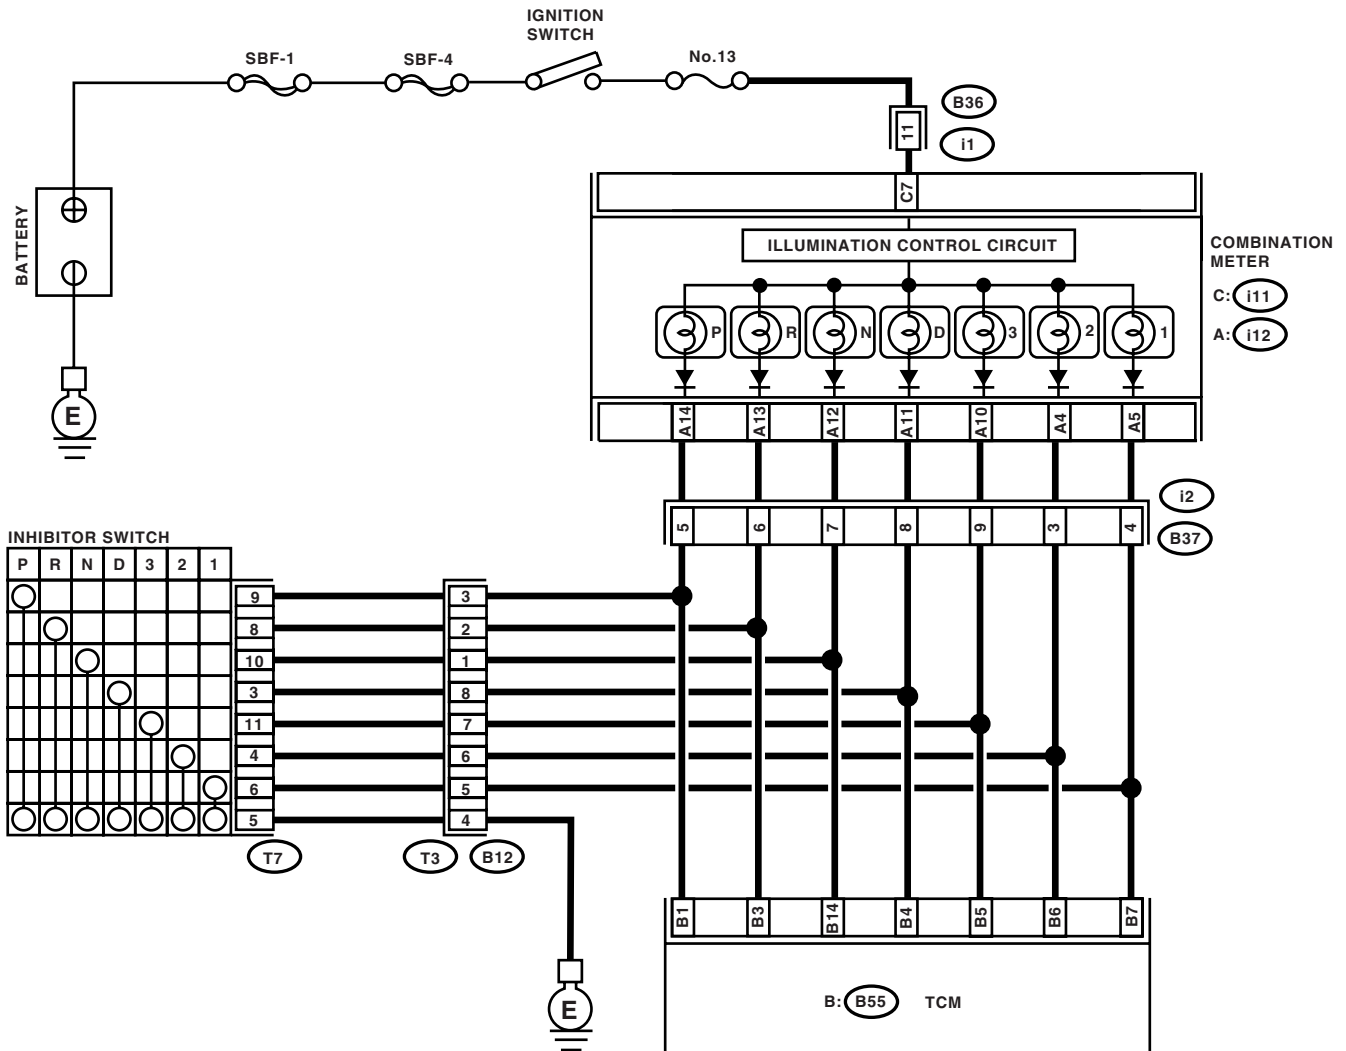 IGNITION
SWITCH
SBF-1
SBF-4
No.13
B36
11
i1
C7
BATTERY
ILLUMINATION CONTROL CIRCUIT
COMBINATION
METER
C: i11
A: i12
P R N D 3 2 1
E
A14 A13 A12 A11 A10 A4 A5
i2
5 6 7 8 9 3 4
B37
INHIBITOR SWITCH
P R N D 3 2 1
9 3
8 2
10 1
3 8
11 7
4 6
6 5
5 4
T7 T3 B12
B1 B3 B14 B4 B5 B6 B7
E
B: B55 TCM